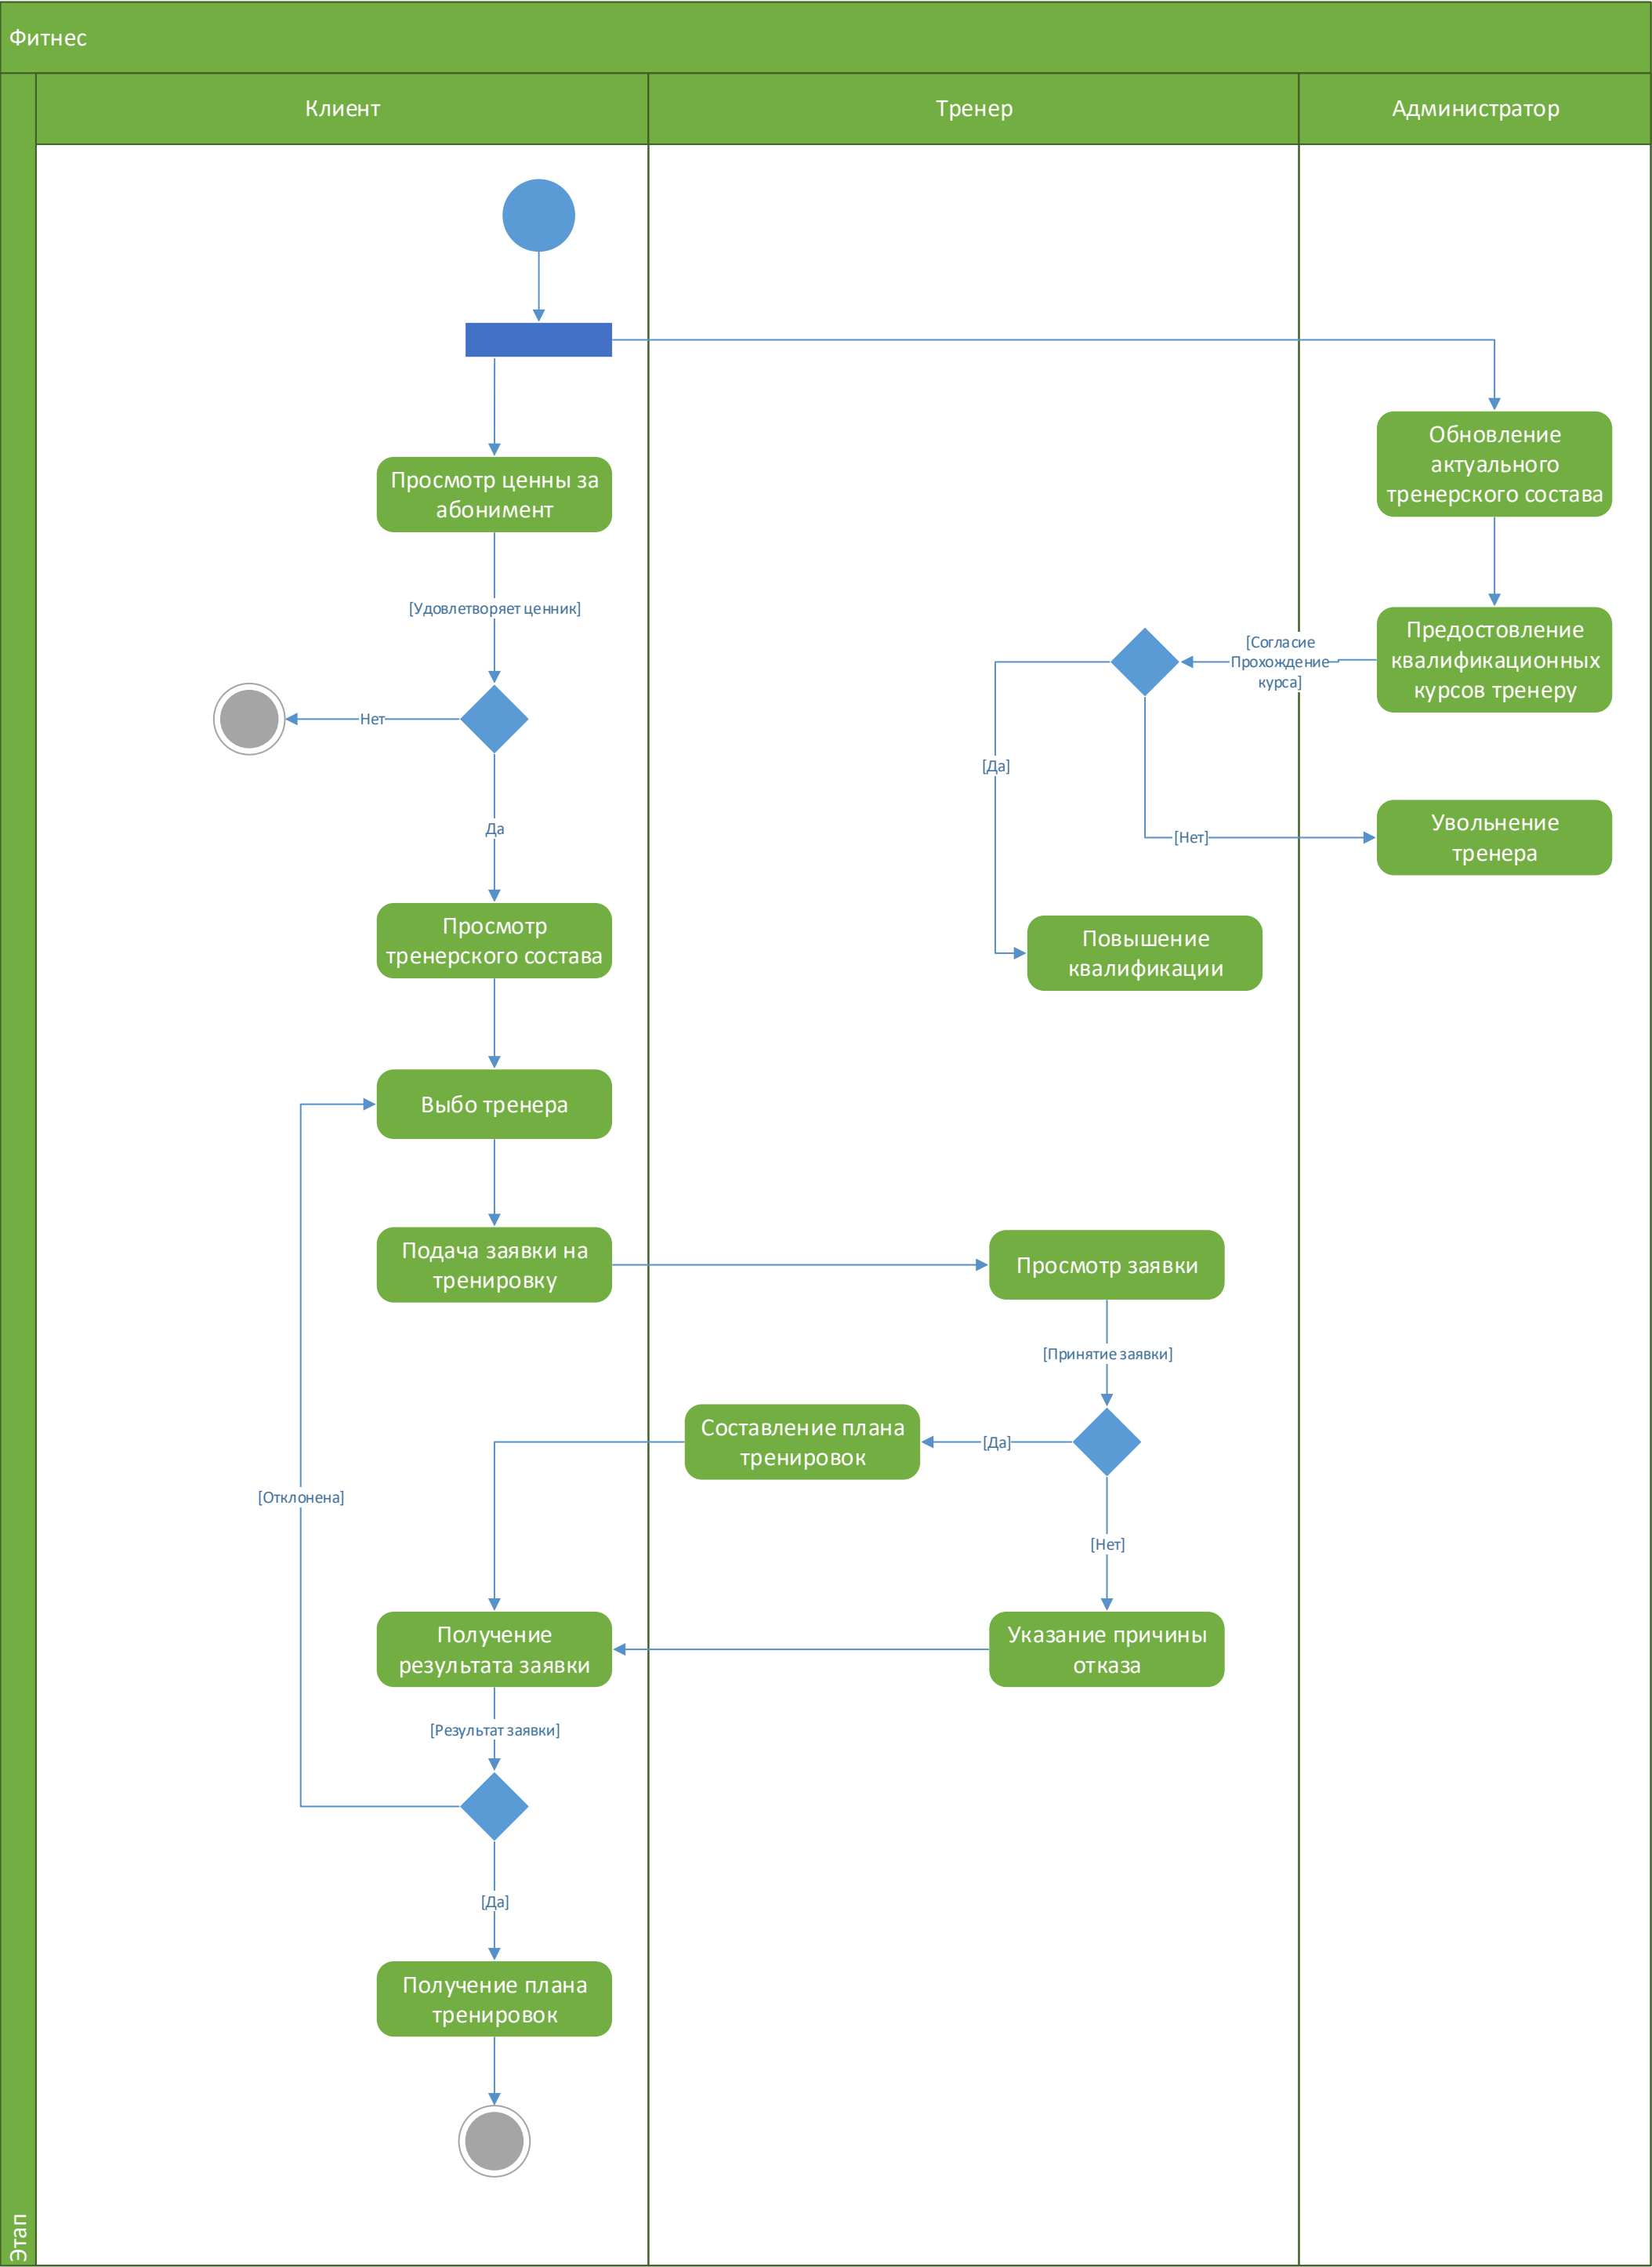 Фитнес
Клиент
Тренер
Администратор
Этап
Обновление
актуального
тренерского состава
Просмотр ценны за
абонимент
[Удовлетворяет ценник]
Предостовление
квалификационных
курсов тренеру
[Согласие
Прохождение
курса]
Нет
[Да]
Да
[Нет]
Увольнение
тренера
Просмотр
тренерского состава
Повышение
квалификации
Выбо тренера
Подача заявки на
тренировку
Просмотр заявки
[Принятие заявки]
Составление плана
тренировок
[Да]
[Отклонена]
[Нет]
Получение
результата заявки
Указание причины
отказа
[Результат заявки]
[Да]
Получение плана
тренировок